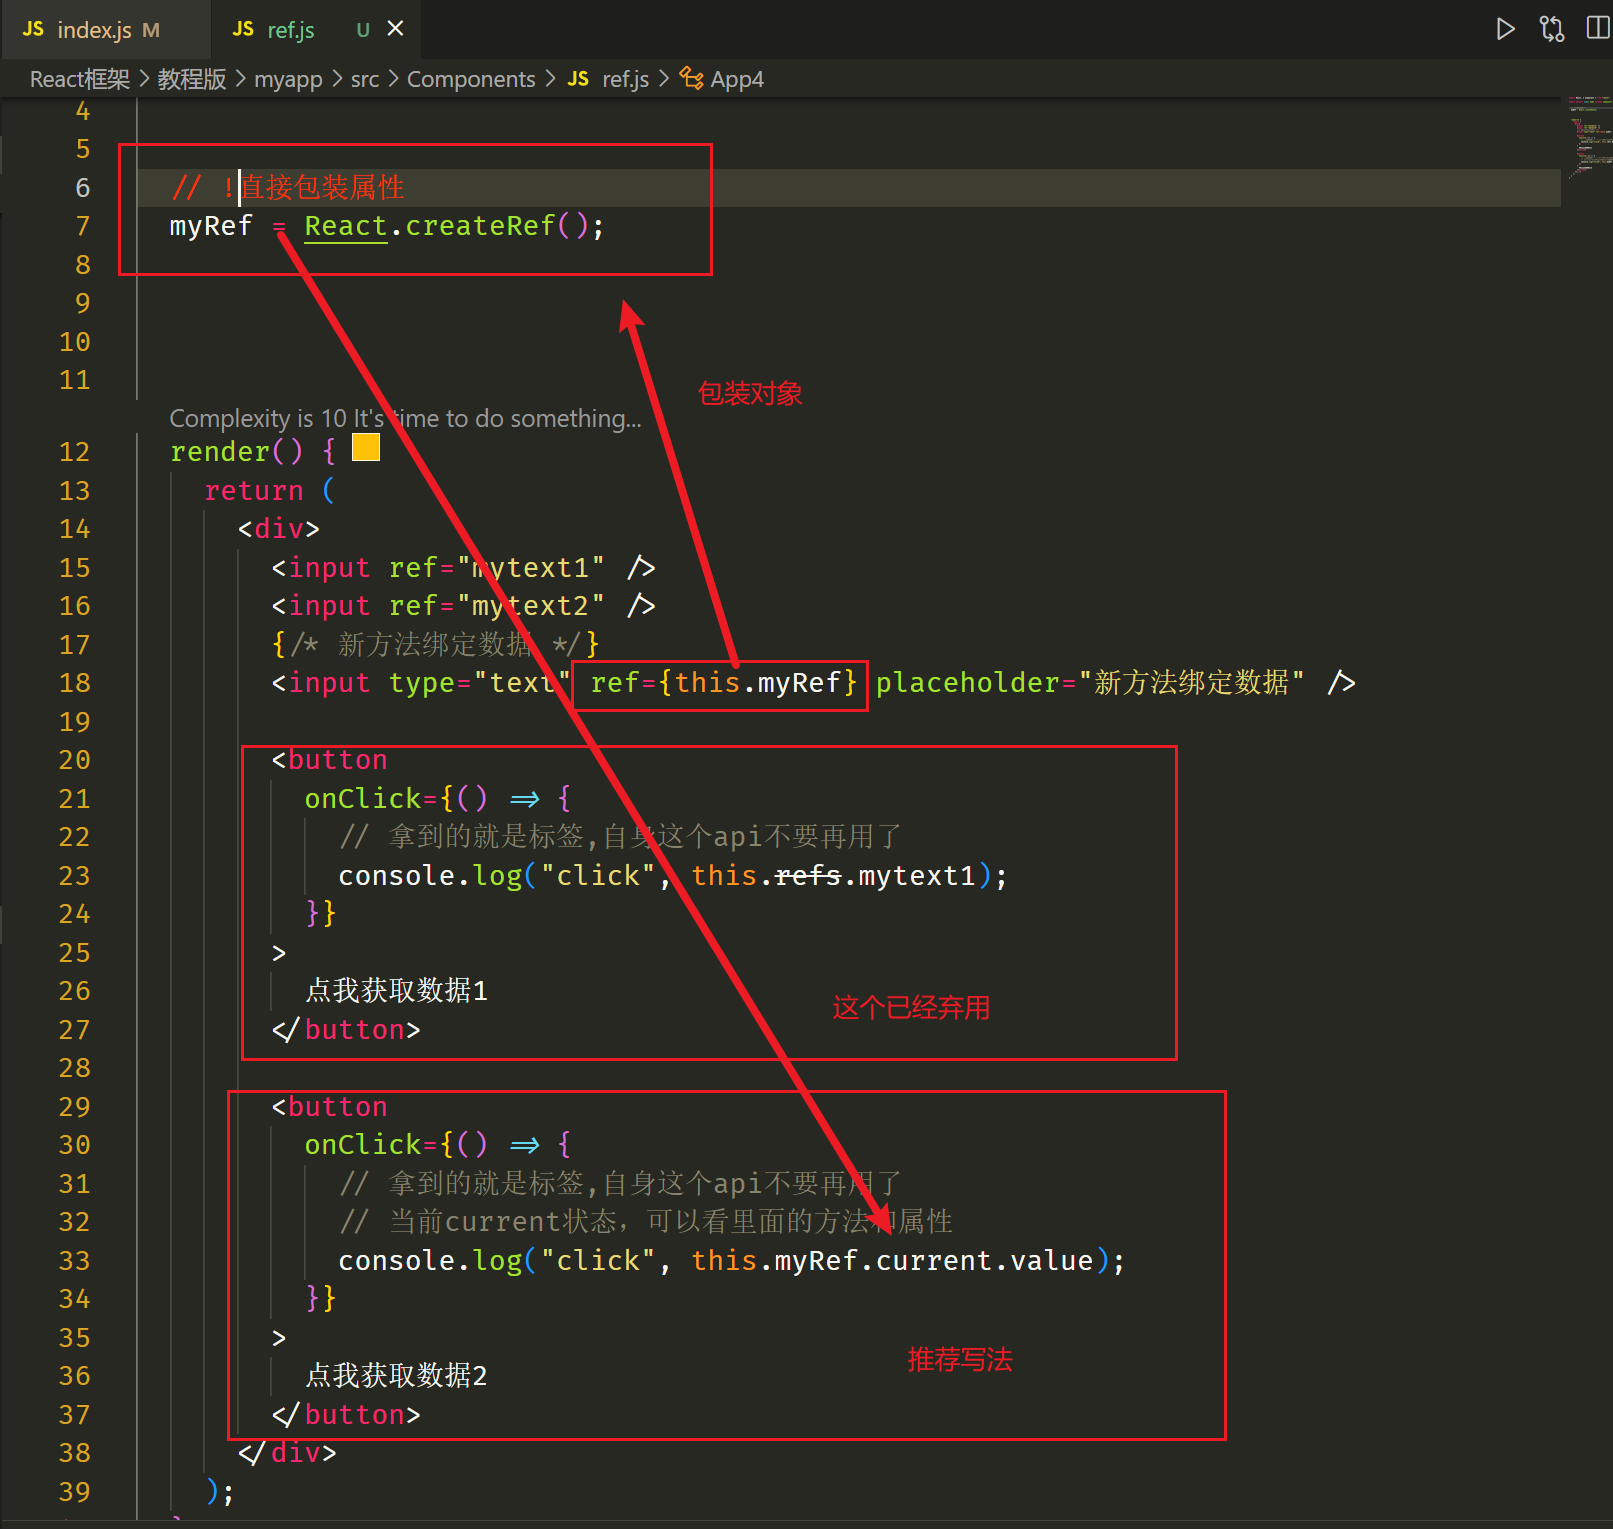 JS index.js M JS ref.js U ×
React框架 > 教程版 > myapp > src > Components > JS ref.js > App4
4
5
6 // !直接包装属性
7 myRef = React.createRef();
8
9
10
11
包装对象
Complexity is 10 It's time to do something...
12 render() {
13 return (
14 <div>
15 <input ref="mytext1" />
16 <input ref="mytext2" />
17 {/* 新方法绑定数据 */}
18 <input type="text" ref={this.myRef} placeholder="新方法绑定数据" />
19
20 <button
21 onClick={() => {
22 // 拿到的就是标签,自身这个api不要再用了
23 console.log("click", this.refs.mytext1);
24 }}
25 >
26 点我获取数据1
这个已经弃用
27 </button>
28
29 <button
30 onClick={() => {
31 // 拿到的就是标签,自身这个api不要再用了
32 // 当前current状态，可以看里面的方法和属性
33 console.log("click", this.myRef.current.value);
34 }}
35 >
推荐写法
36 点我获取数据2
37 </button>
38 </div>
39 );